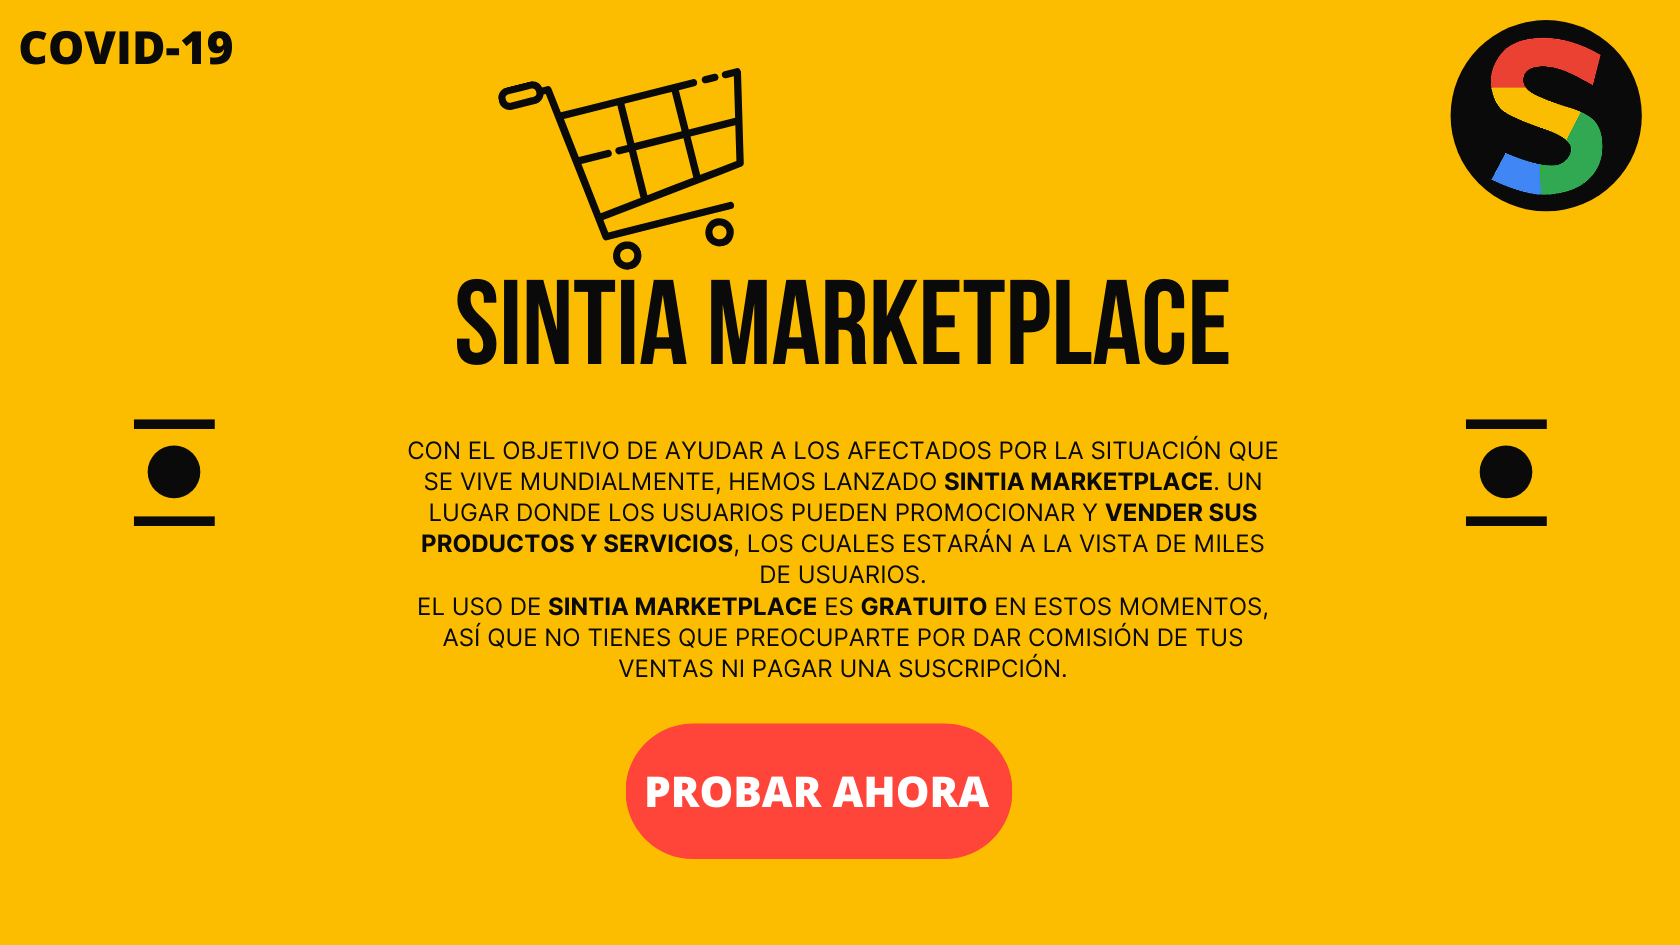 COVID-19
S
SINTIA MARKETPLACE
CON EL OBJETIVO DE AYUDAR A LOS AFECTADOS POR LA SITUACIÓN QUE
SE VIVE MUNDIALMENTE, HEMOS LANZADO SINTIA MARKETPLACE. UN
LUGAR DONDE LOS USUARIOS PUEDEN PROMOCIONAR Y VENDER SUS
PRODUCTOS Y SERVICIOS, LOS CUALES ESTARÁN A LA VISTA DE MILES
DE USUARIOS.
EL USO DE SINTIA MARKETPLACE ES GRATUITO EN ESTOS MOMENTOS,
ASÍ QUE NO TIENES QUE PREOCUPARTE POR DAR COMISIÓN DE TUS
VENTAS NI PAGAR UNA SUSCRIPCIÓN.
PROBAR AHORA